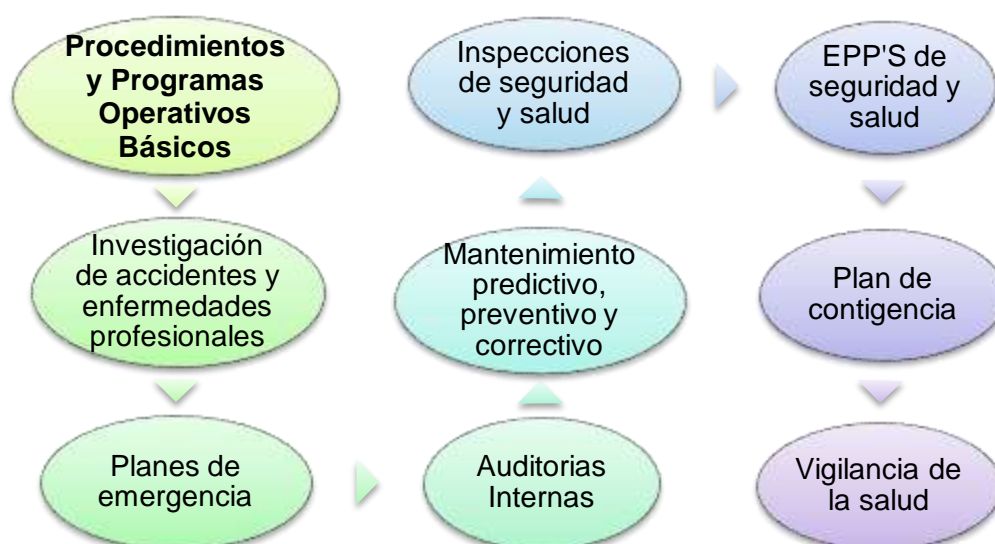 Procedimientos
y Programas
Operativos
Básicos
Investigación
de accidentes y
enfermedades
profesionales
Planes de
emergencia
Auditorias
Internas
Mantenimiento
predictivo,
preventivo y
correctivo
Inspecciones
de seguridad
y salud
EPP'S de
seguridad y
salud
Plan de
contigencia
Vigilancia de
la salud